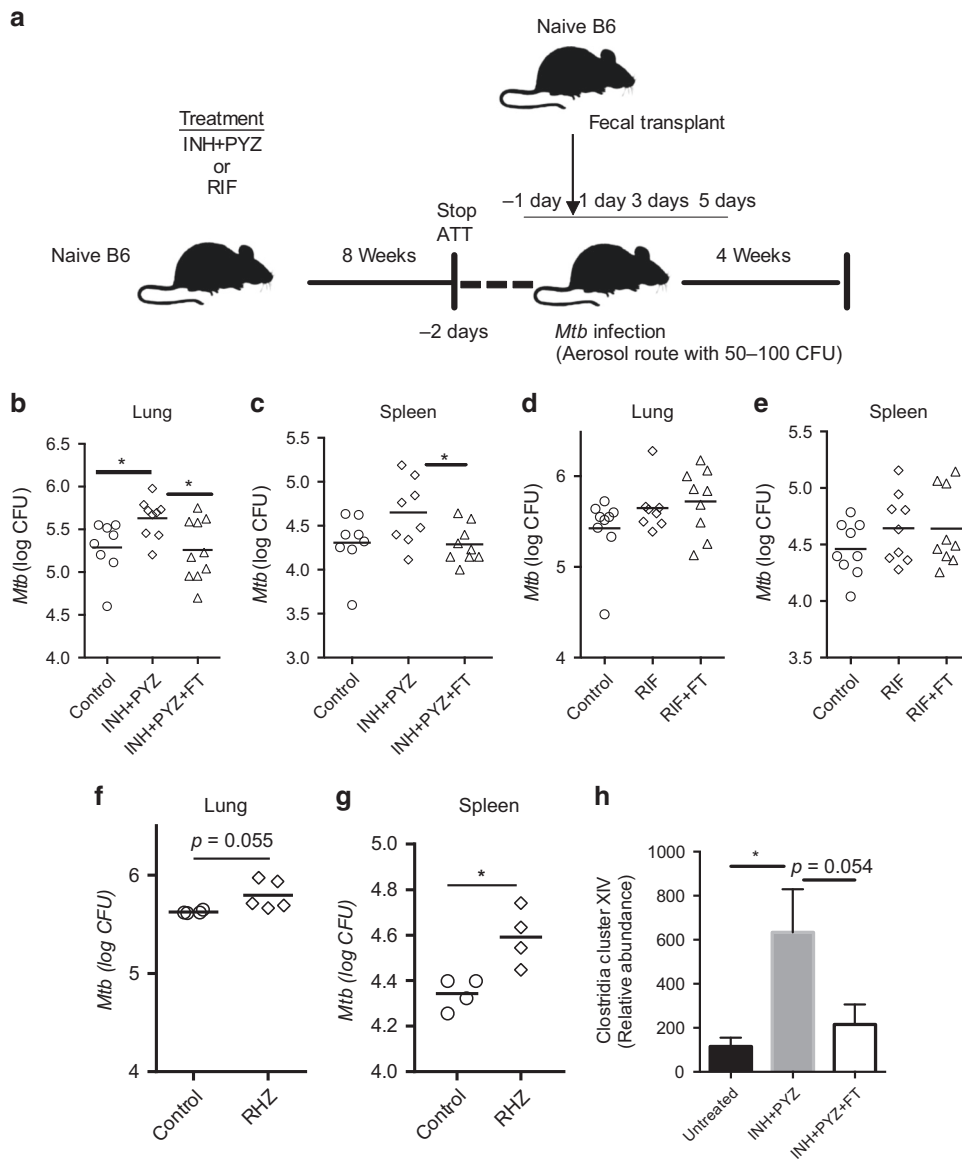 a
Naive B6
Treatment
INH+PYZ
or
RIF
Fecal transplant
–1 day 1 day 3 days 5 days
Stop
ATT
Naive B6
8 Weeks
4 Weeks
–2 days
Mtb infection
(Aerosol route with 50–100 CFU)
b
Lung
Mtb (log CFU)
6.5
6.0
5.5
5.0
5.5
4.0
*
*
Control
INH+PYZ
INH+PYZ+FT
c
Spleen
Mtb (log CFU)
5.5
5.0
4.5
4.0
3.5
3.0
*
Control
INH+PYZ
INH+PYZ+FT
d
Lung
Mtb (log CFU)
6
5
4
Control
RIF
RIF+FT
e
Spleen
Mtb (log CFU)
5.5
5.0
4.5
4.0
3.5
Control
RIF
RIF+FT
f
Lung
p = 0.055
Mtb (log CFU)
6
5
4
Control
RHZ
g
Spleen
Mtb (log CFU)
5.0
4.8
4.6
4.4
4.2
4.0
*
Control
RHZ
h
Clostridia cluster XIV
(Relative abundance)
1000
800
600
400
200
0
*
p = 0.054
Untreated
INH+PYZ
INH+PYZ+FT